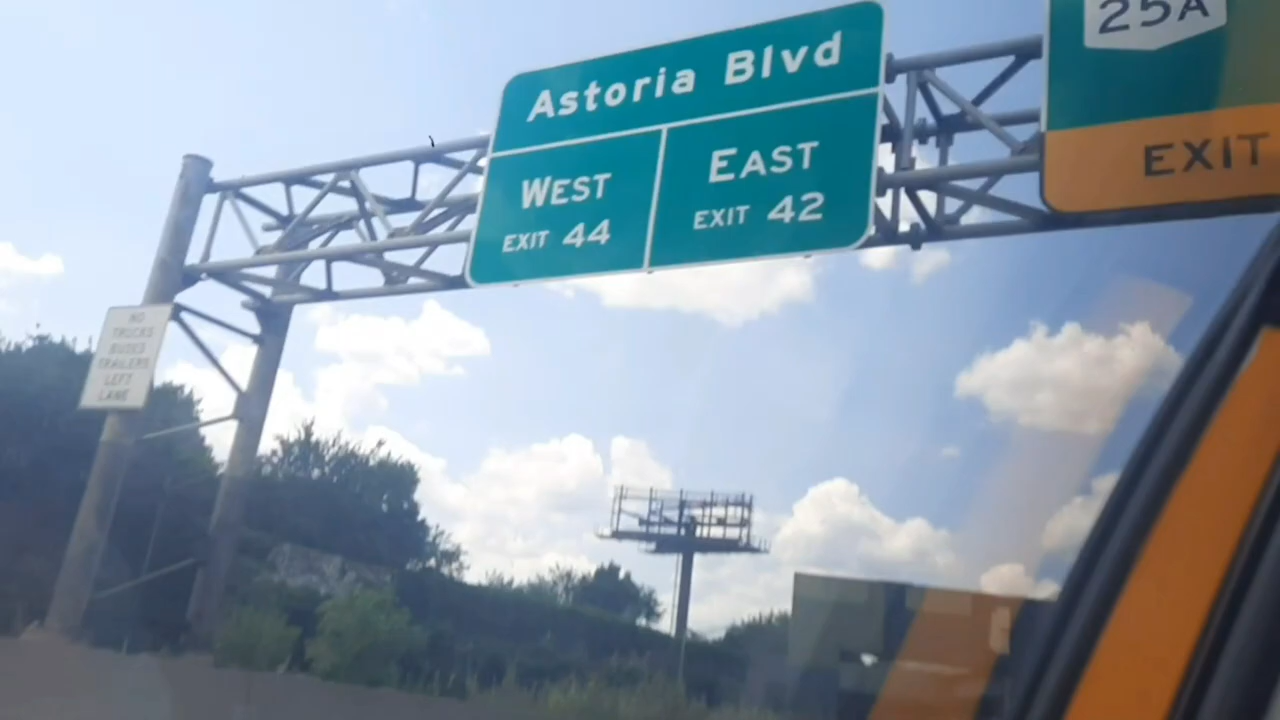 Astoria Blvd
WEST
EXIT 44
EAST
EXIT 42
25A
EXIT
NO
TRUCKS
BUSES
TRAILERS
LEFT
LANE